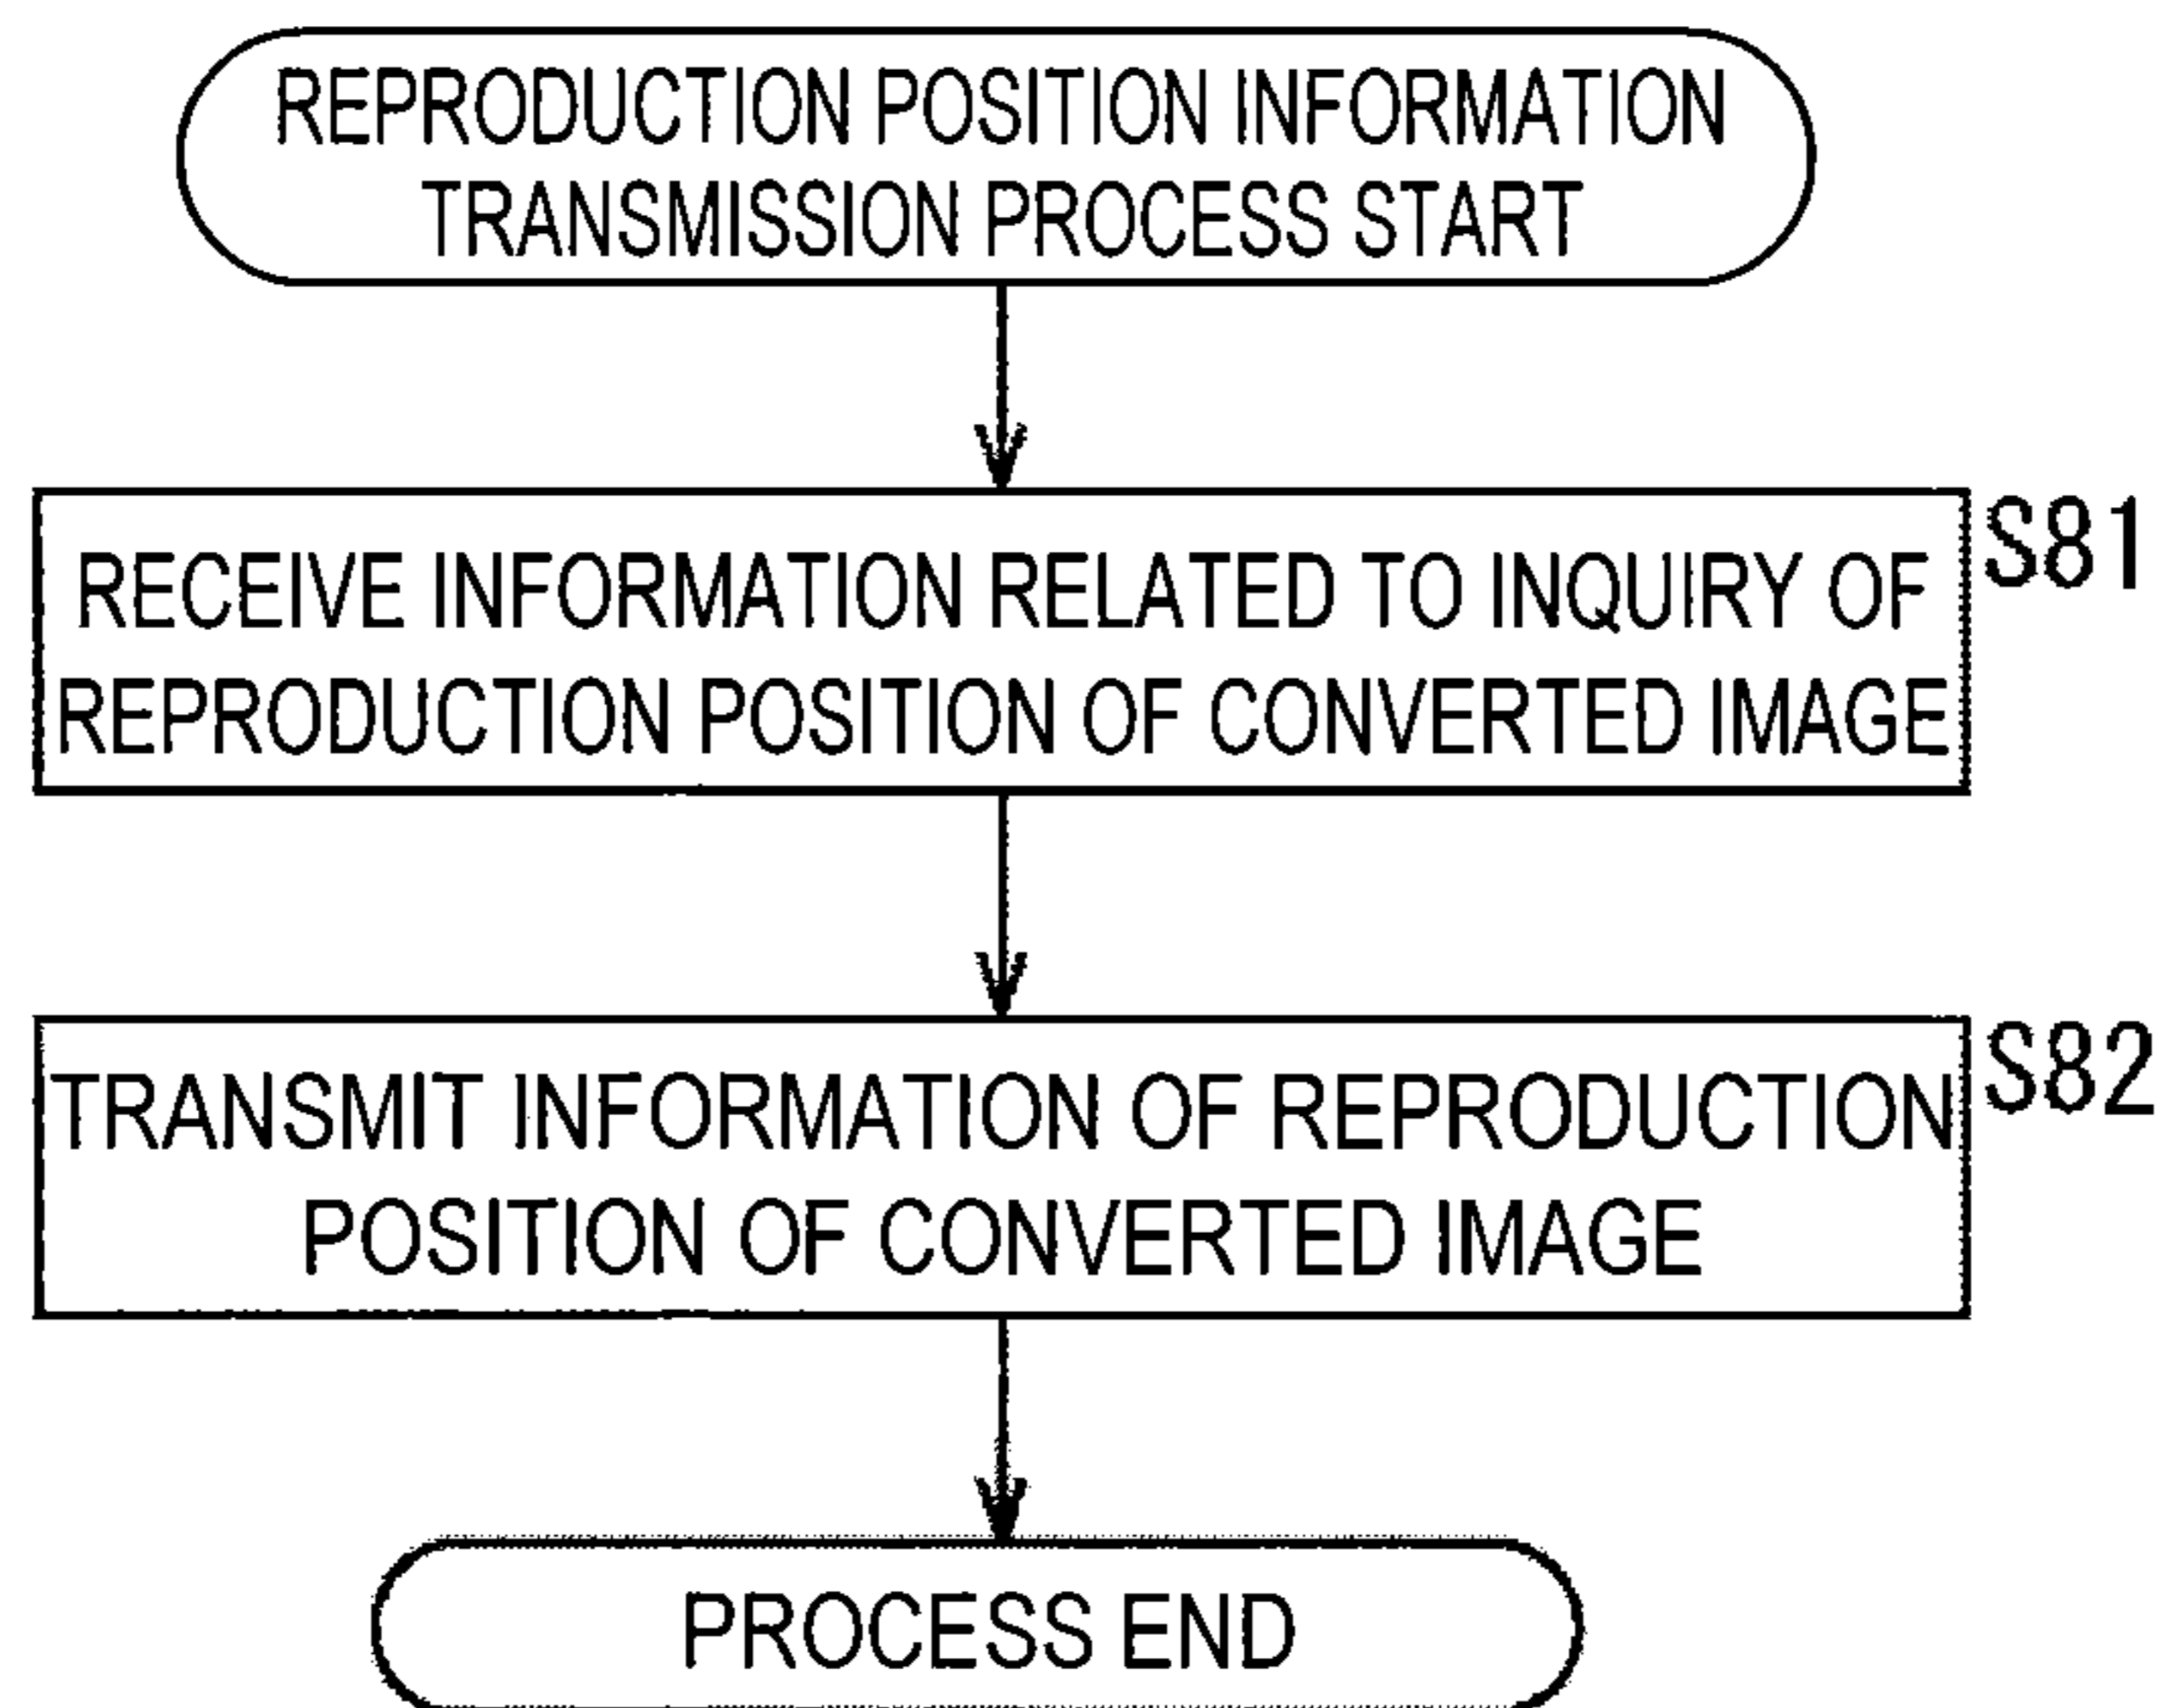 REPRODUCTION POSITION INFORMATION
TRANSMISSION PROCESS START
RECEIVE INFORMATION RELATED TO INQUIRY OF
REPRODUCTION POSITION OF CONVERTED IMAGE
S81
TRANSMIT INFORMATION OF REPRODUCTION
POSITION OF CONVERTED IMAGE
S82
PROCESS END